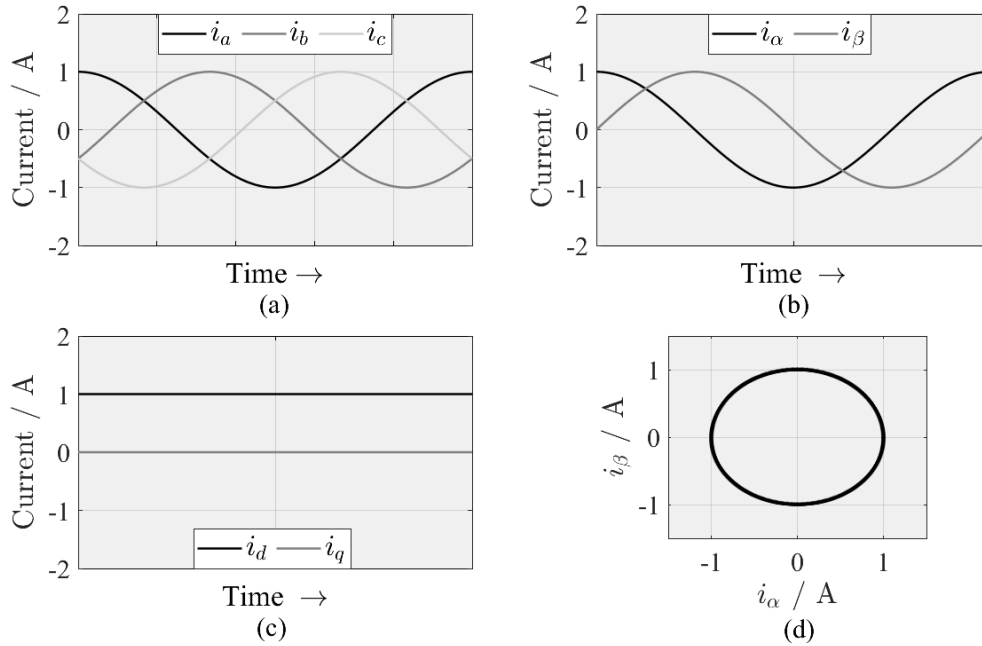 2
1
0
-1
-2
Current / A
i_a i_b i_c
Time →
(a)
2
1
0
-1
-2
Current / A
i_α i_β
Time →
(b)
2
1
0
-1
-2
Current / A
i_d i_q
Time →
(c)
1
0
-1
i_β / A
-1 0 1
i_α / A
(d)